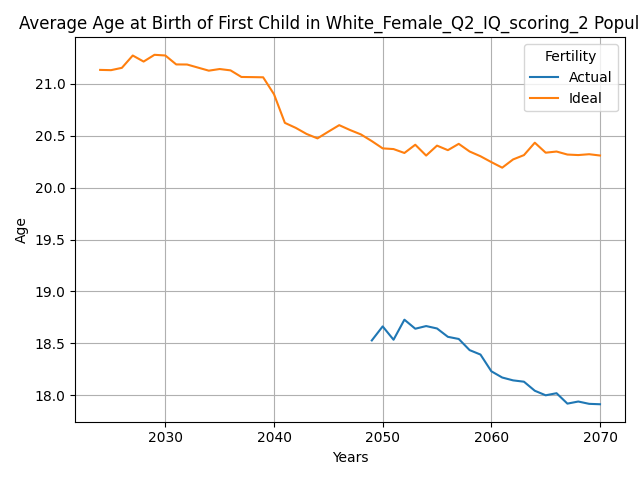 Average Age at Birth of First Child in White_Female_Q2_IQ_scoring_2 Popul
Fertility
Actual
Ideal
Age
21.0
20.5
20.0
19.5
19.0
18.5
18.0
2030 2040 2050 2060 2070
Years